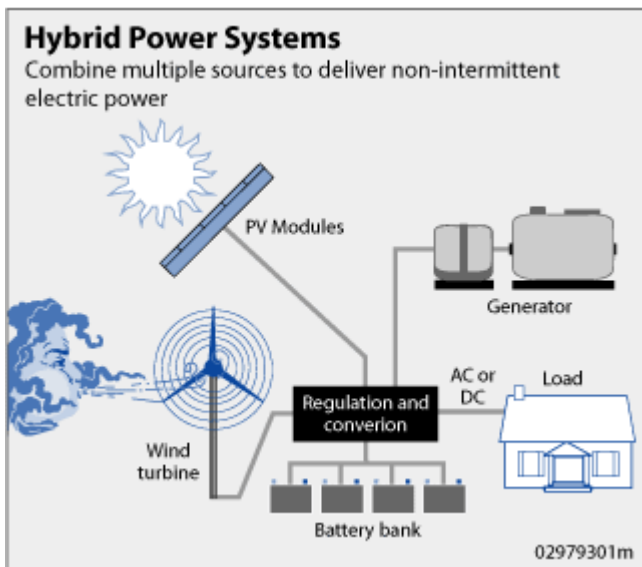 Hybrid Power Systems
Combine multiple sources to deliver non-intermittent
electric power
PV Modules
Generator
AC or
DC
Load
Regulation and
converion
Wind
turbine
Battery bank
02979301m